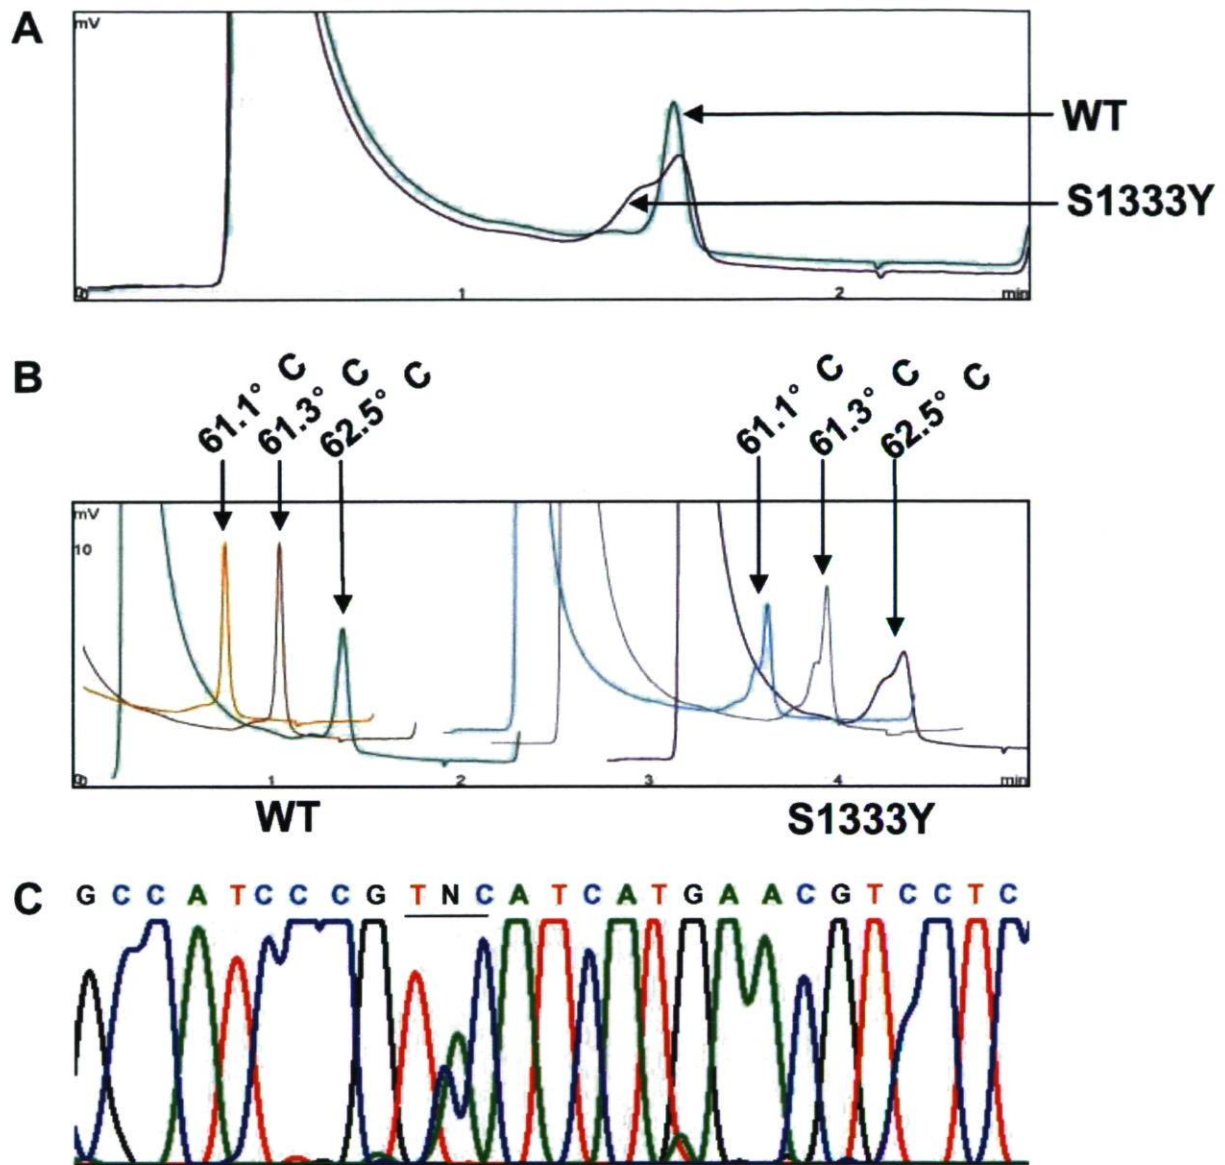 A
mV
WT
S1333Y
0 1 2 min
B
61.1° C 61.3° C 62.5° C 61.1° C 61.3° C 62.5° C
mV
10
0 1 2 3 4 min
WT S1333Y
C G C C A T C C C G T N C A T C A T G A A C G T C C T C